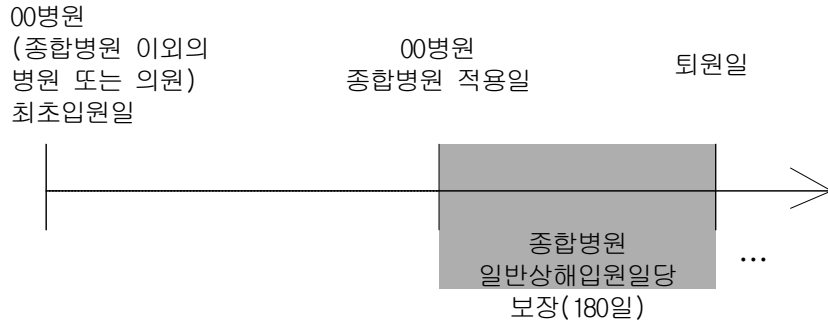 00병원
(종합병원 이외의
병원 또는 의원)
최초입원일
00병원
종합병원 적용일
퇴원일
종합병원
일반상해입원일당
보장(180일)
…